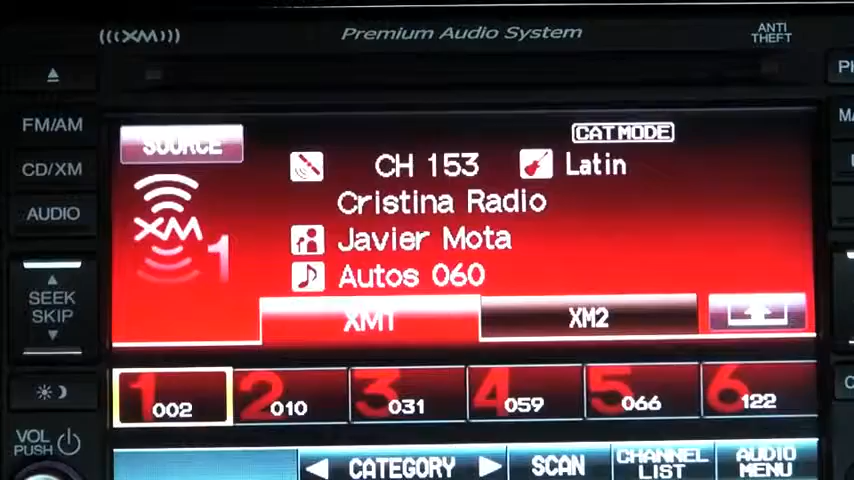 XM
Premium Audio System
ANTI
THEFT
FM/AM
CD/XM
AUDIO
SEEK
SKIP
VOL
PUSH
SOURCE
CAT MODE
CH 153
Latin
Cristina Radio
XM 1
Javier Mota
Autos 060
XM1
XM2
1 002
2 010
3 031
4 059
5 066
6 122
CATEGORY
SCAN
CHANNEL
LIST
AUDIO
MENU